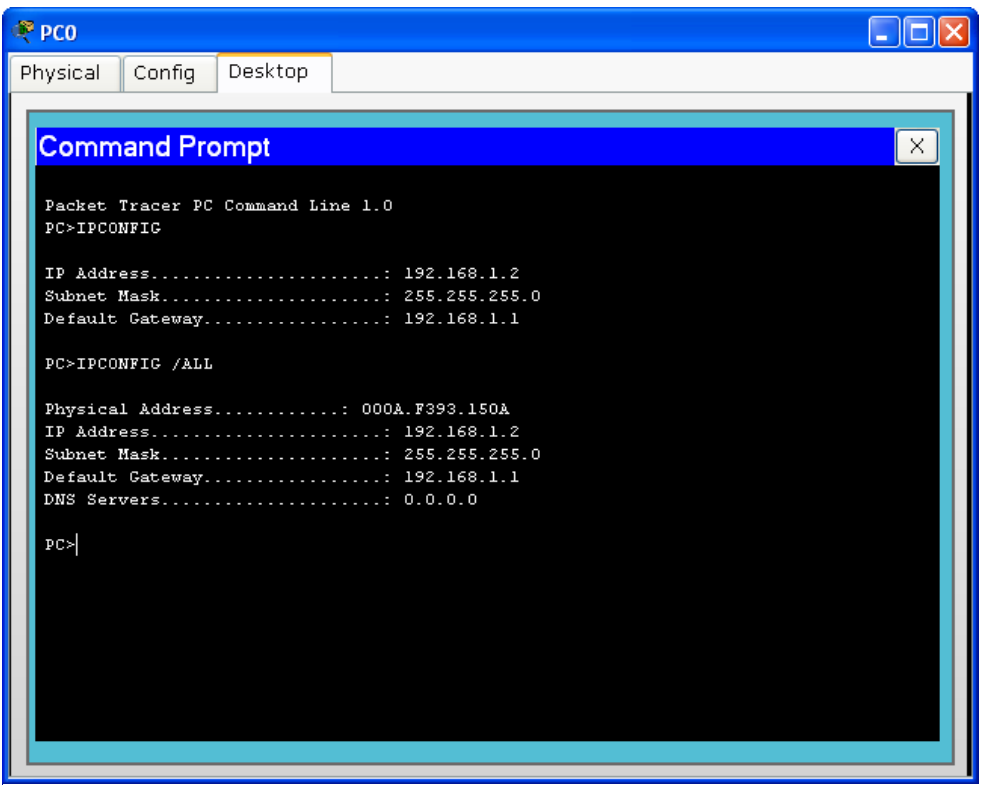 PC0
Physical Config Desktop
Command Prompt
X
Packet Tracer PC Command Line 1.0
PC>IPCONFIG
IP Address......................: 192.168.1.2
Subnet Mask.....................: 255.255.255.0
Default Gateway.................: 192.168.1.1
PC>IPCONFIG /ALL
Physical Address............: 000A.F393.150A
IP Address......................: 192.168.1.2
Subnet Mask.....................: 255.255.255.0
Default Gateway.................: 192.168.1.1
DNS Servers.....................: 0.0.0.0
PC>